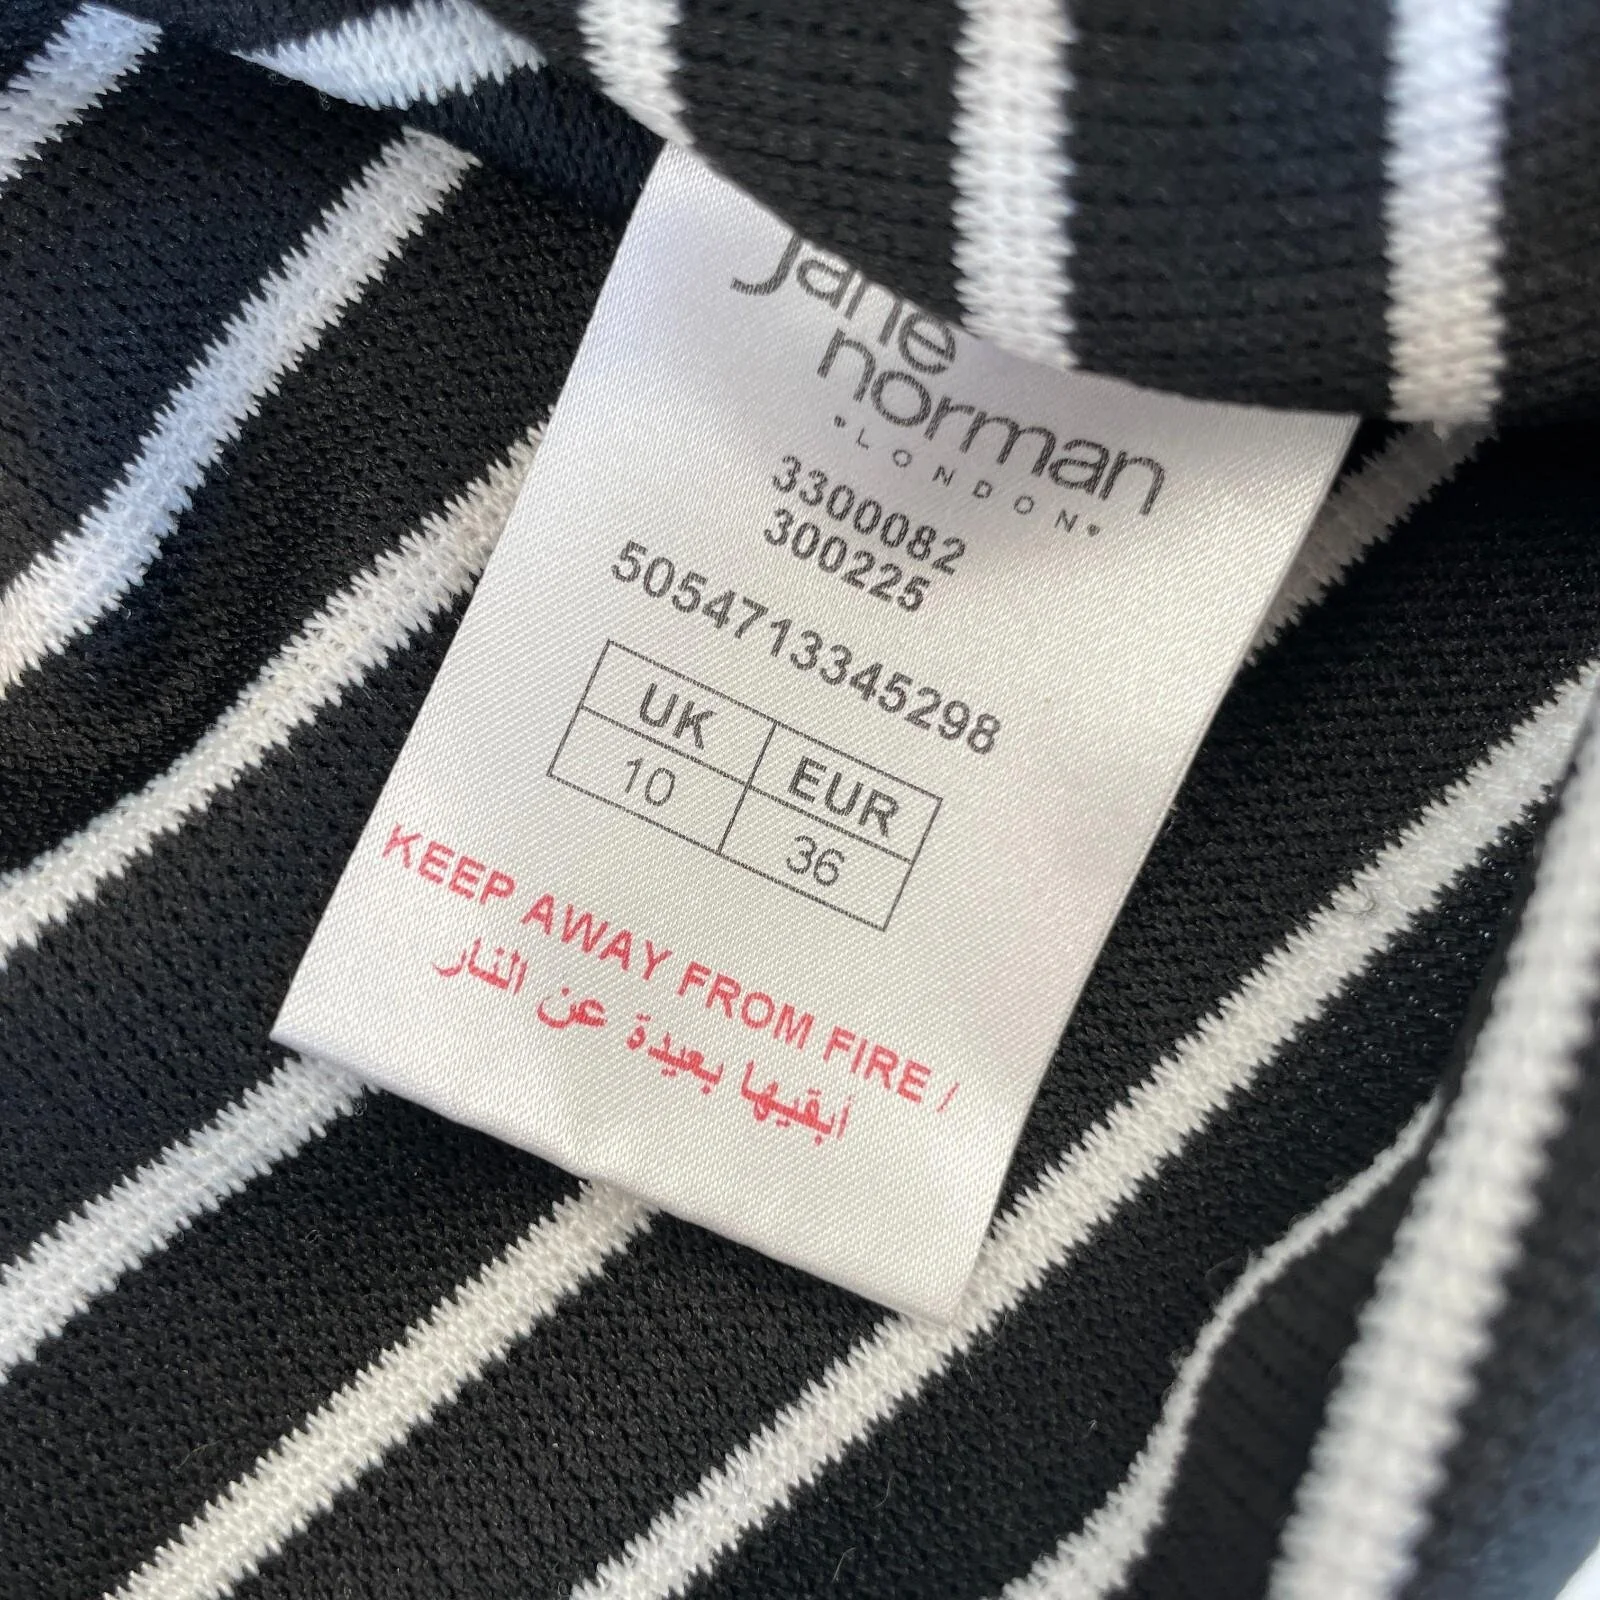 jane
norman
•LONDON•
3300082
300225
5054713345298
UK EUR
10 36
KEEP AWAY FROM FIRE /
أبقيها بعيدة عن النار